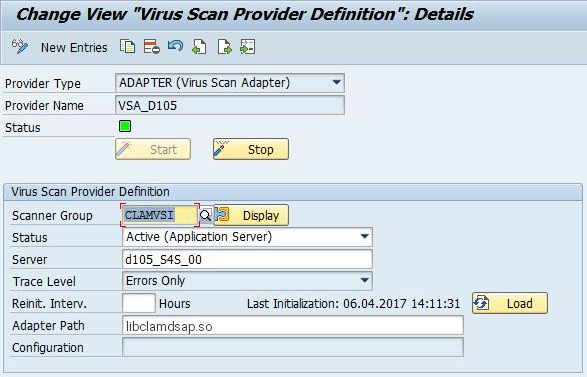 Change View "Virus Scan Provider Definition": Details
New Entries
Provider Type ADAPTER (Virus Scan Adapter)
Provider Name VSA_D105
Status
Start Stop
Virus Scan Provider Definition
Scanner Group CLAMVSI Display
Status Active (Application Server)
Server d105_S4S_00
Trace Level Errors Only
Reinit. Interv. Hours Last Initialization: 06.04.2017 14:11:31 Load
Adapter Path libclamdsap.so
Configuration